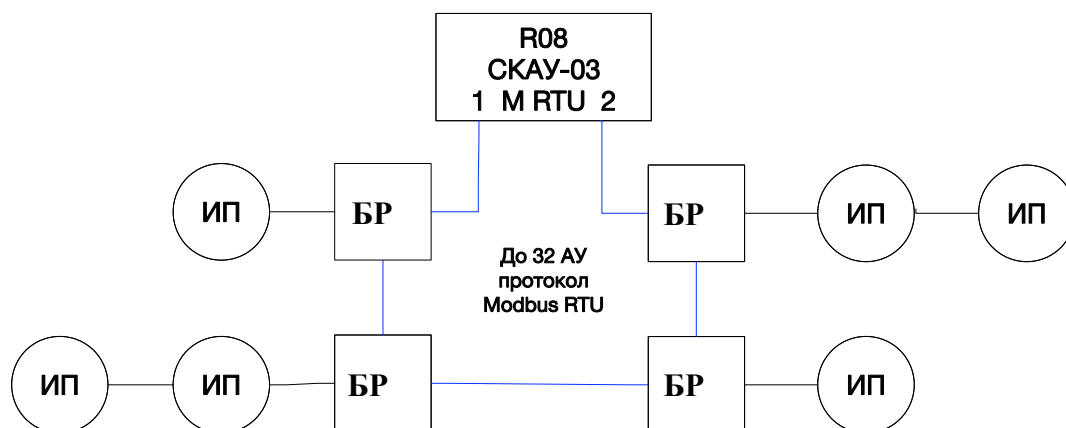 R08
СКАУ-03
1 M RTU 2
ИП
БР
БР
ИП
ИП
До 32 АУ
протокол
Modbus RTU
ИП
ИП
БР
БР
ИП